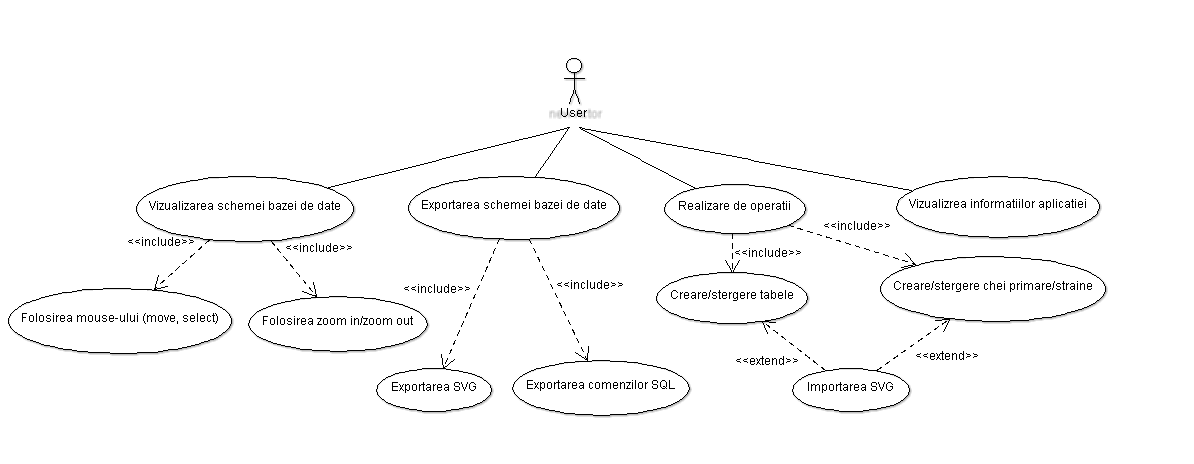 User
Vizualizarea schemei bazei de date
Exportarea schemei bazei de date
Realizare de operatii
Vizualizrea informatiilor aplicatiei
<<include>>
<<include>>
<<include>>
<<include>>
<<include>>
<<include>>
Folosirea mouse-ului (move, select)
Folosirea zoom in/zoom out
Creare/stergere tabele
Creare/stergere chei primare/straine
<<extend>>
<<extend>>
Exportarea SVG
Exportarea comenzilor SQL
Importarea SVG